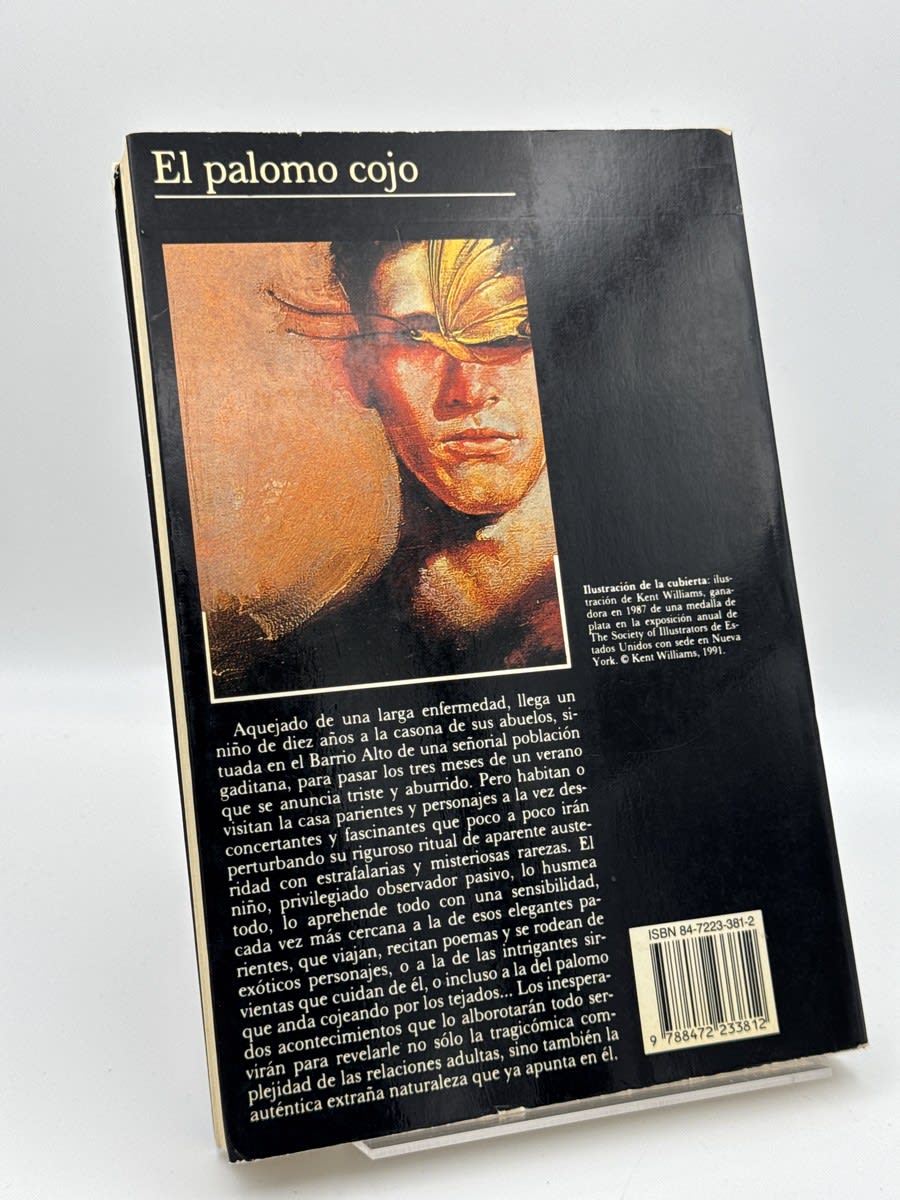 El palomo cojo
Ilustración de la cubierta: ilus-
tración de Kent Williams, gana-
dora en 1987 de una medalla de
plata en la exposición anual de
The Society of Illustrators de Es-
tados Unidos con sede en Nueva
York. © Kent Williams, 1991.
Aquejado de una larga enfermedad, llega un
niño de diez años a la casona de sus abuelos, si-
tuada en el Barrio Alto de una señorial población
gaditana, para pasar los tres meses de un verano
que se anuncia triste y aburrido. Pero habitan o
visitan la casa parientes y personajes a la vez des-
concertantes y fascinantes que poco a poco irán
perturbando su riguroso ritual de aparente auste-
ridad con estrafalarias y misteriosas rarezas. El
niño, privilegiado observador pasivo, lo husmea
todo, lo aprehende todo con una sensibilidad,
cada vez más cercana a la de esos elegantes pa-
rientes, que viajan, recitan poemas y se rodean de
exóticos personajes, o a la de las intrigantes sir-
vientas que cuidan de él, o incluso a la del palomo
que anda cojeando por los tejados... Los inespera-
dos acontecimientos que lo alborotarán todo ser-
virán para revelarle no sólo la tragicómica com-
plejidad de las relaciones adultas, sino también la
auténtica extraña naturaleza que ya apunta en él.
ISBN 84-7223-381-2
9 788472 233812